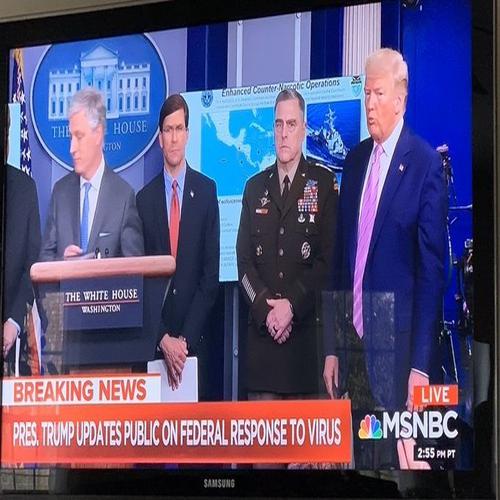 Enhanced Counter-Narcotic Operations
THE WHITE HOUSE
WASHINGTON
THE WHITE HOUSE
WASHINGTON
BREAKING NEWS
LIVE
PRES. TRUMP UPDATES PUBLIC ON FEDERAL RESPONSE TO VIRUS
MSNBC
2:55 PM PT
SAMSUNG